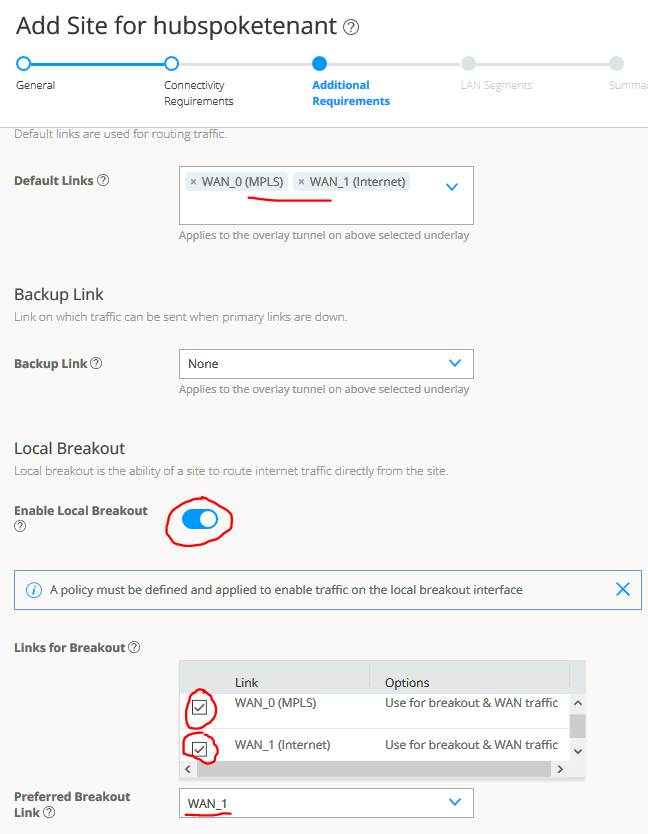 Add Site for hubspoketenant ?
General
Connectivity
Requirements
Additional
Requirements
LAN Segments
Summar
Default links are used for routing traffic.
Default Links ? × WAN_0 (MPLS) × WAN_1 (Internet)
Applies to the overlay tunnel on above selected underlay
Backup Link
Link on which traffic can be sent when primary links are down.
Backup Link ? None
Applies to the overlay tunnel on above selected underlay
Local Breakout
Local breakout is the ability of a site to route internet traffic directly from the site.
Enable Local Breakout
?
i A policy must be defined and applied to enable traffic on the local breakout interface
Links for Breakout ?
Link Options
WAN_0 (MPLS) Use for breakout & WAN traffic
WAN_1 (Internet) Use for breakout & WAN traffic
Preferred Breakout
Link ? WAN_1